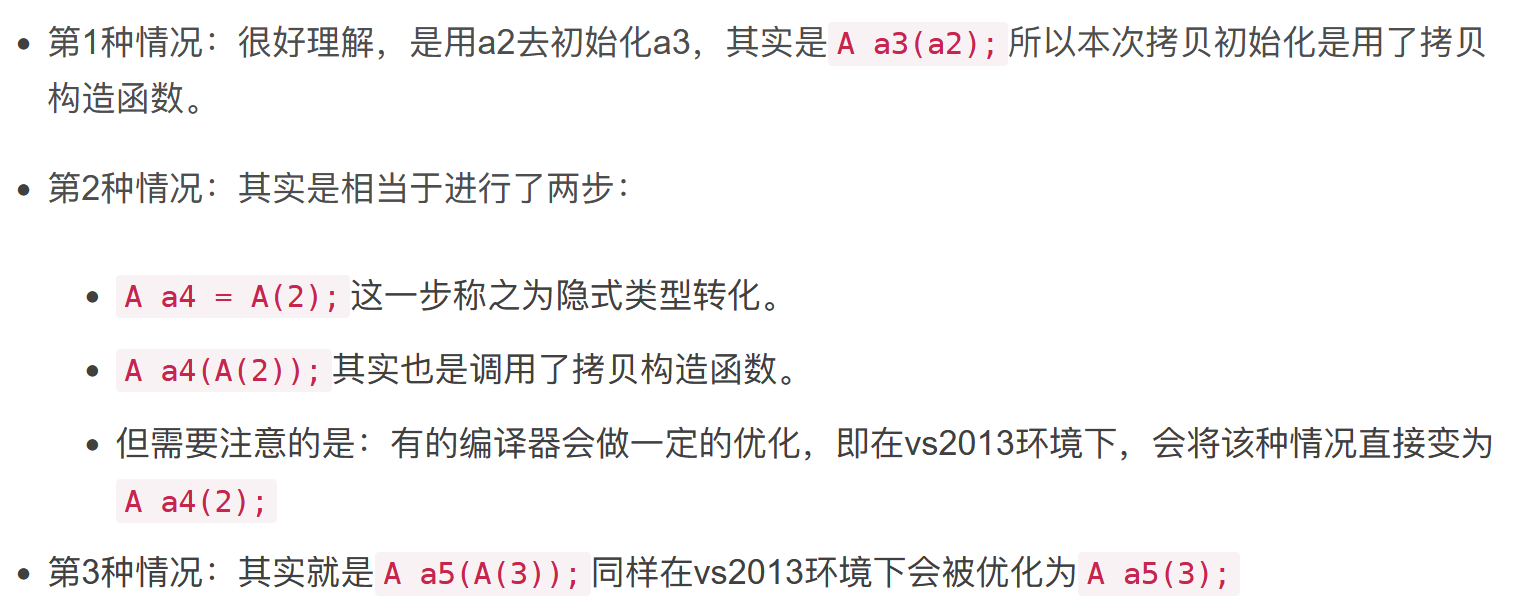 第1种情况：很好理解，是用a2去初始化a3，其实是A a3(a2);所以本次拷贝初始化是用了拷贝
构造函数。
第2种情况：其实是相当于进行了两步：
A a4 = A(2);这一步称之为隐式类型转化。
A a4(A(2));其实也是调用了拷贝构造函数。
但需要注意的是：有的编译器会做一定的优化，即在vs2013环境下，会将该种情况直接变为
A a4(2);
第3种情况：其实就是A a5(A(3));同样在vs2013环境下会被优化为A a5(3);